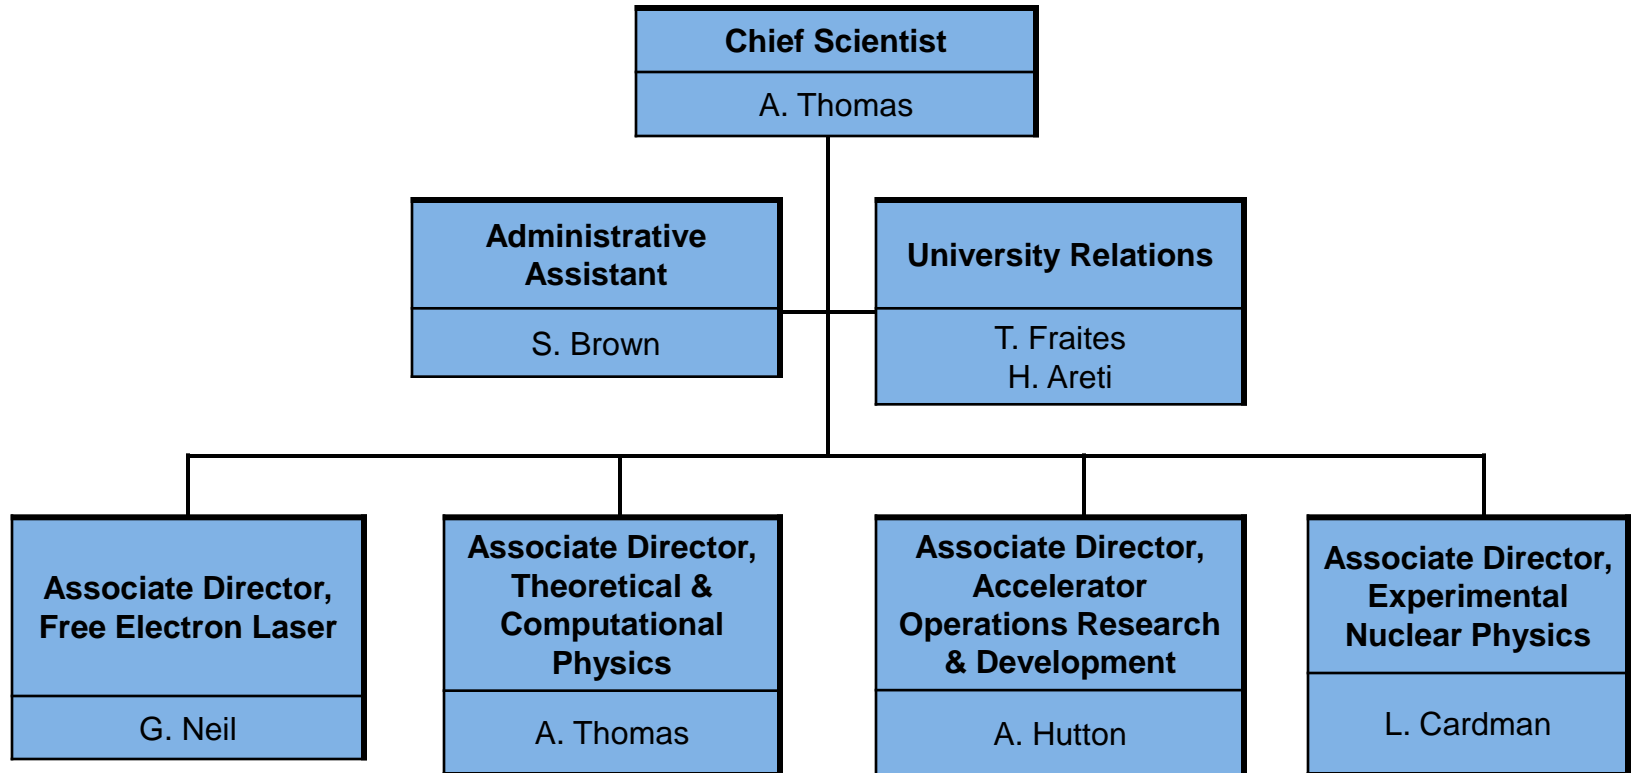 Chief Scientist
A. Thomas
Administrative
Assistant
S. Brown
University Relations
T. Fraites
H. Areti
Associate Director,
Free Electron Laser
G. Neil
Associate Director,
Theoretical &
Computational
Physics
A. Thomas
Associate Director,
Accelerator
Operations Research
& Development
A. Hutton
Associate Director,
Experimental
Nuclear Physics
L. Cardman